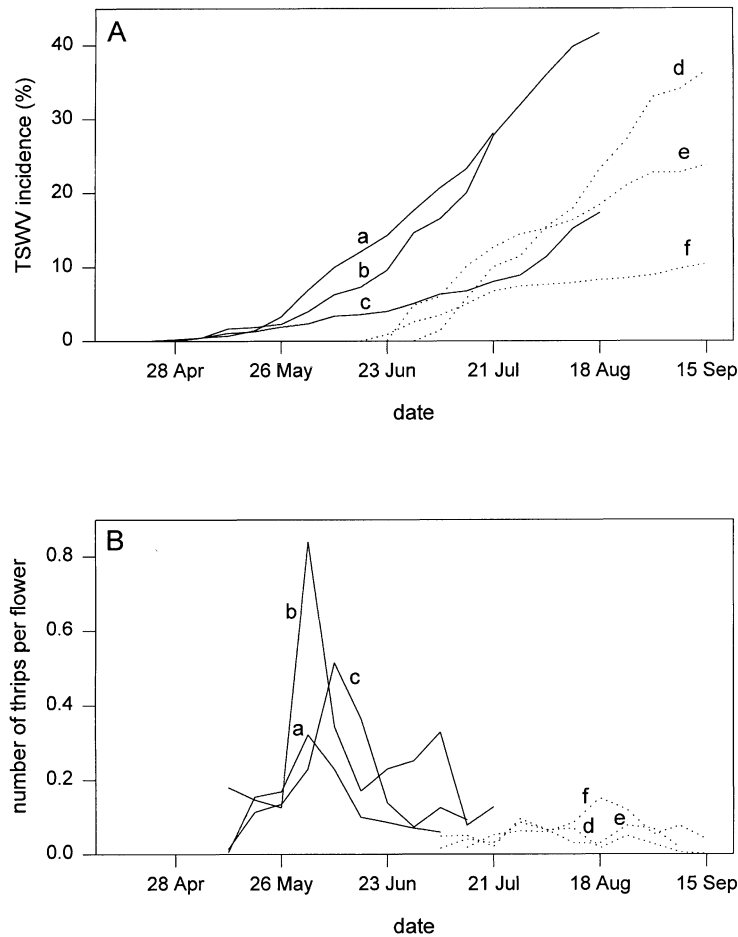 A
TSWV incidence (%)
40
30
20
10
0
a
b
c
d
e
f
28 Apr 26 May 23 Jun 21 Jul 18 Aug 15 Sep
date
B
number of thrips per flower
0.8
0.6
0.4
0.2
0.0
b
c
a
f
d
e
28 Apr 26 May 23 Jun 21 Jul 18 Aug 15 Sep
date